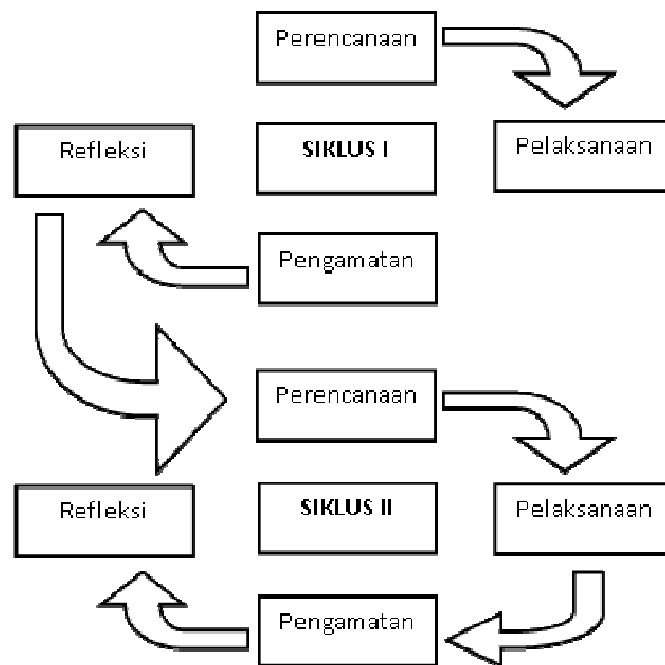 Perencanaan
Refleksi
SIKLUS I
Pelaksanaan
Pengamatan
Perencanaan
Refleksi
SIKLUS II
Pelaksanaan
Pengamatan